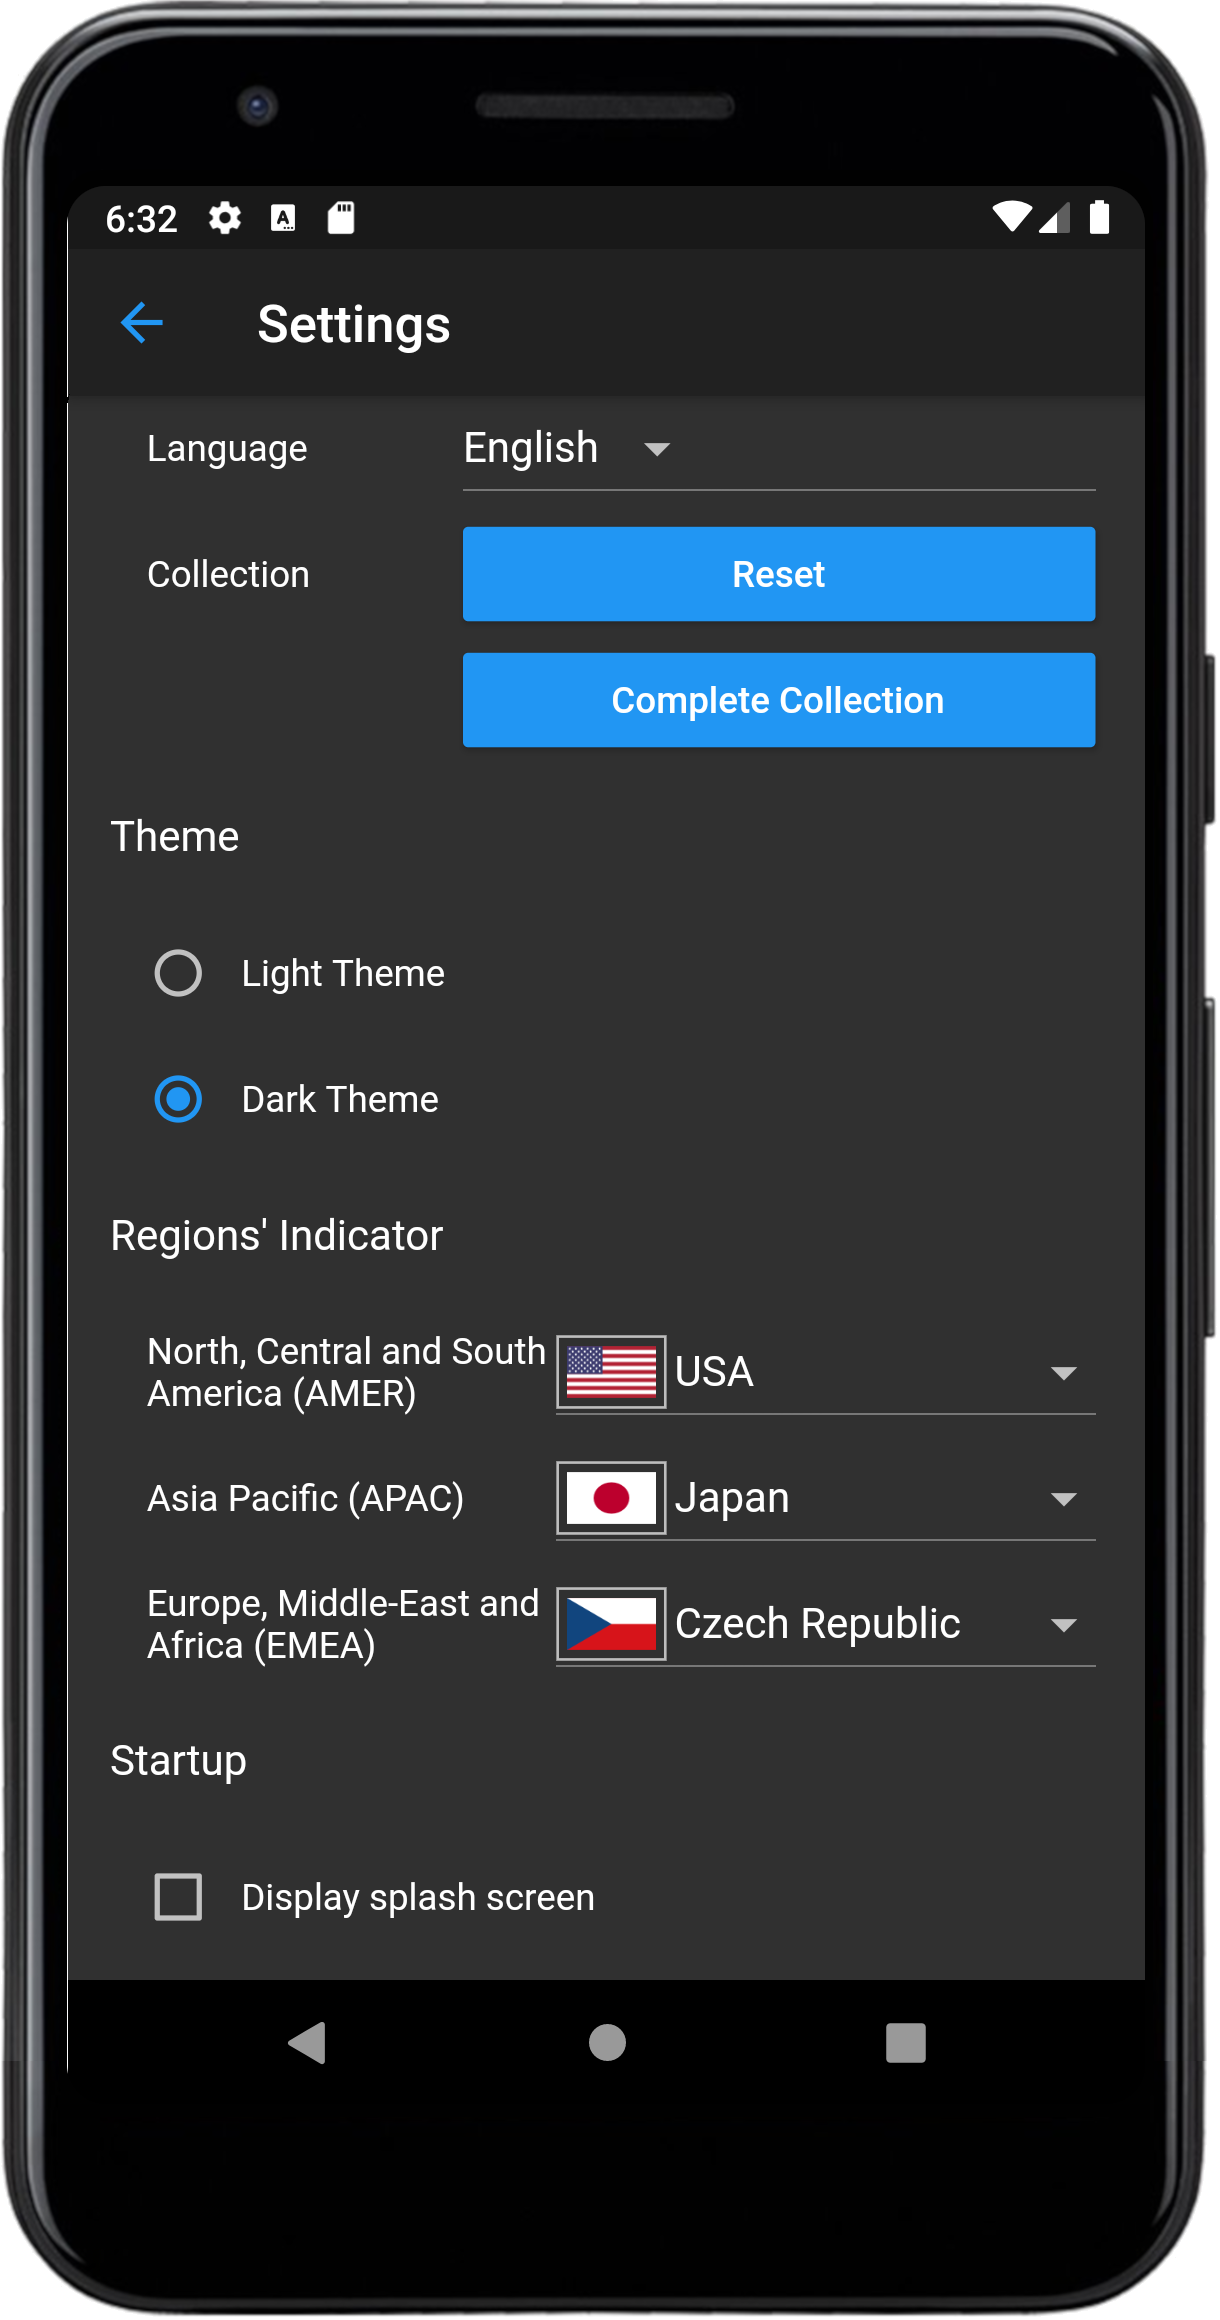 6:32
Settings
Language
English
Collection
Reset
Complete Collection
Theme
Light Theme
Dark Theme
Regions' Indicator
North, Central and South
America (AMER)
USA
Asia Pacific (APAC)
Japan
Europe, Middle-East and
Africa (EMEA)
Czech Republic
Startup
Display splash screen